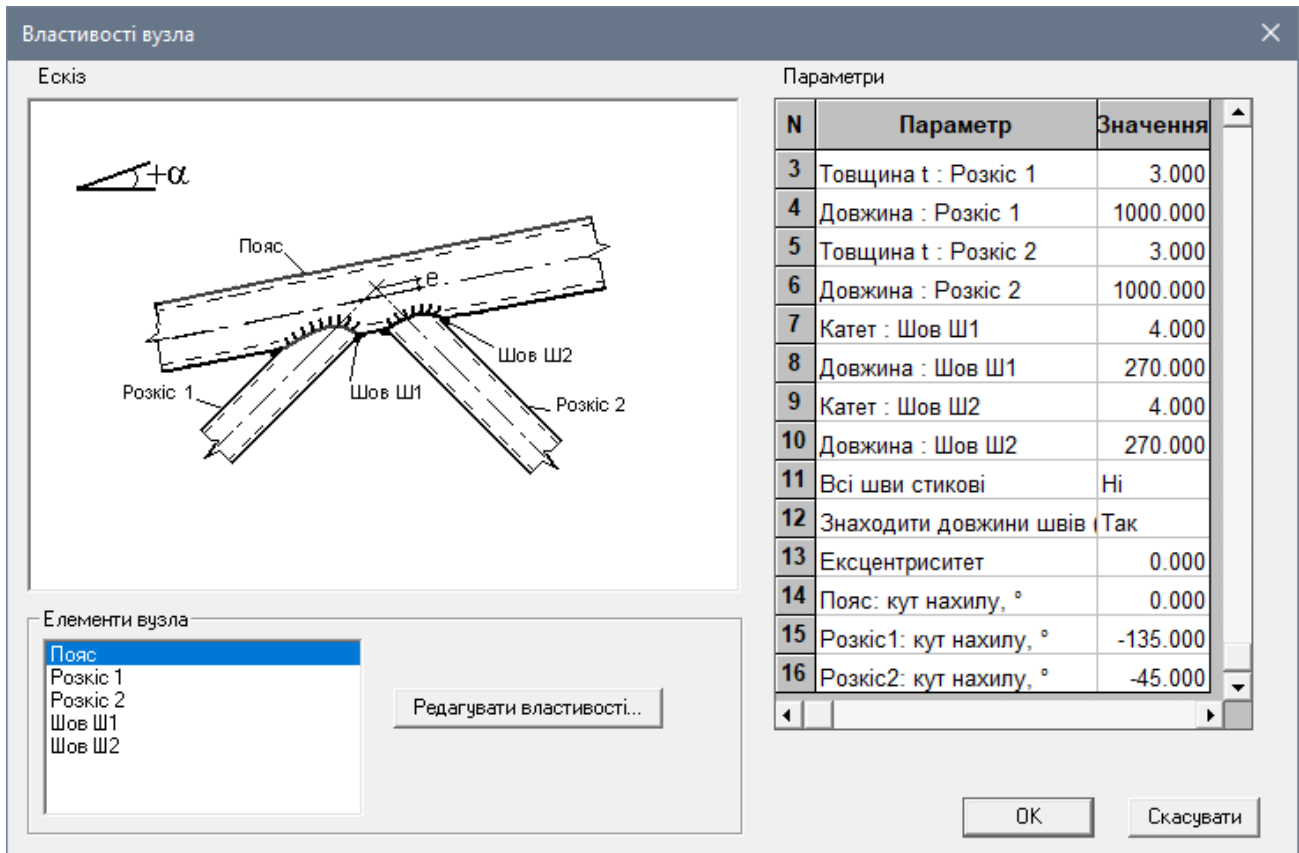 Властивості вузла
Ескіз
+α
Пояс
e
Шов Ш2
Розкіс 1
Шов Ш1
Розкіс 2
Елементи вузла
Пояс
Розкіс 1
Розкіс 2
Шов Ш1
Шов Ш2
Редагувати властивості...
Параметри
N Параметр Значення
3 Товщина t : Розкіс 1 3.000
4 Довжина : Розкіс 1 1000.000
5 Товщина t : Розкіс 2 3.000
6 Довжина : Розкіс 2 1000.000
7 Катет : Шов Ш1 4.000
8 Довжина : Шов Ш1 270.000
9 Катет : Шов Ш2 4.000
10 Довжина : Шов Ш2 270.000
11 Всі шви стикові Ні
12 Знаходити довжини швів ( Так
13 Ексцентриситет 0.000
14 Пояс: кут нахилу, ° 0.000
15 Розкіс1: кут нахилу, ° -135.000
16 Розкіс2: кут нахилу, ° -45.000
OK
Скасувати